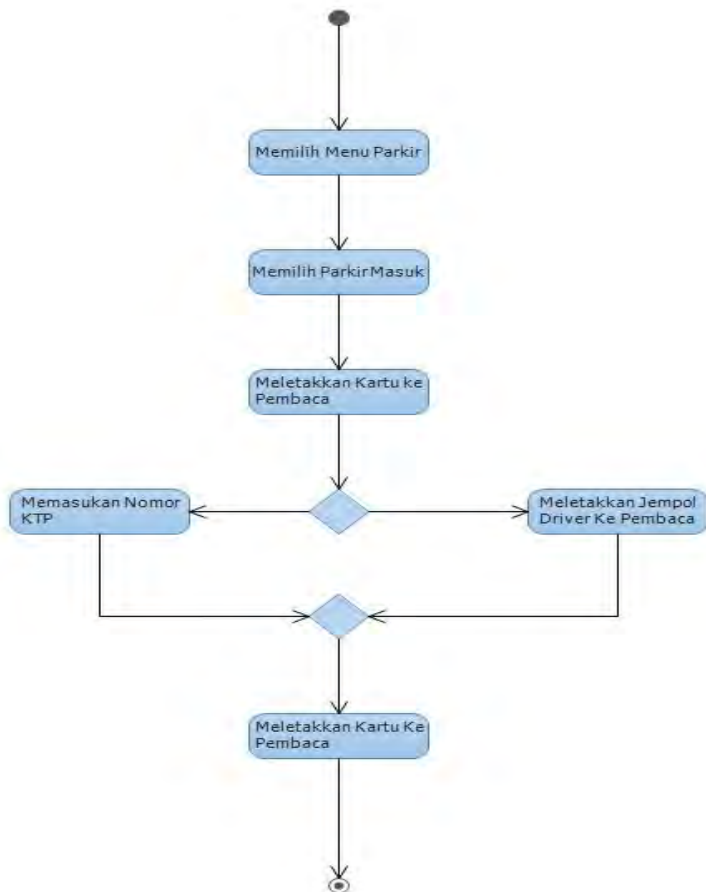 Memilih Menu Parkir
Memilih Parkir Masuk
Meletakkan Kartu ke
Pembaca
Memasukan Nomor
KTP
Meletakkan Jempol
Driver Ke Pembaca
Meletakkan Kartu Ke
Pembaca